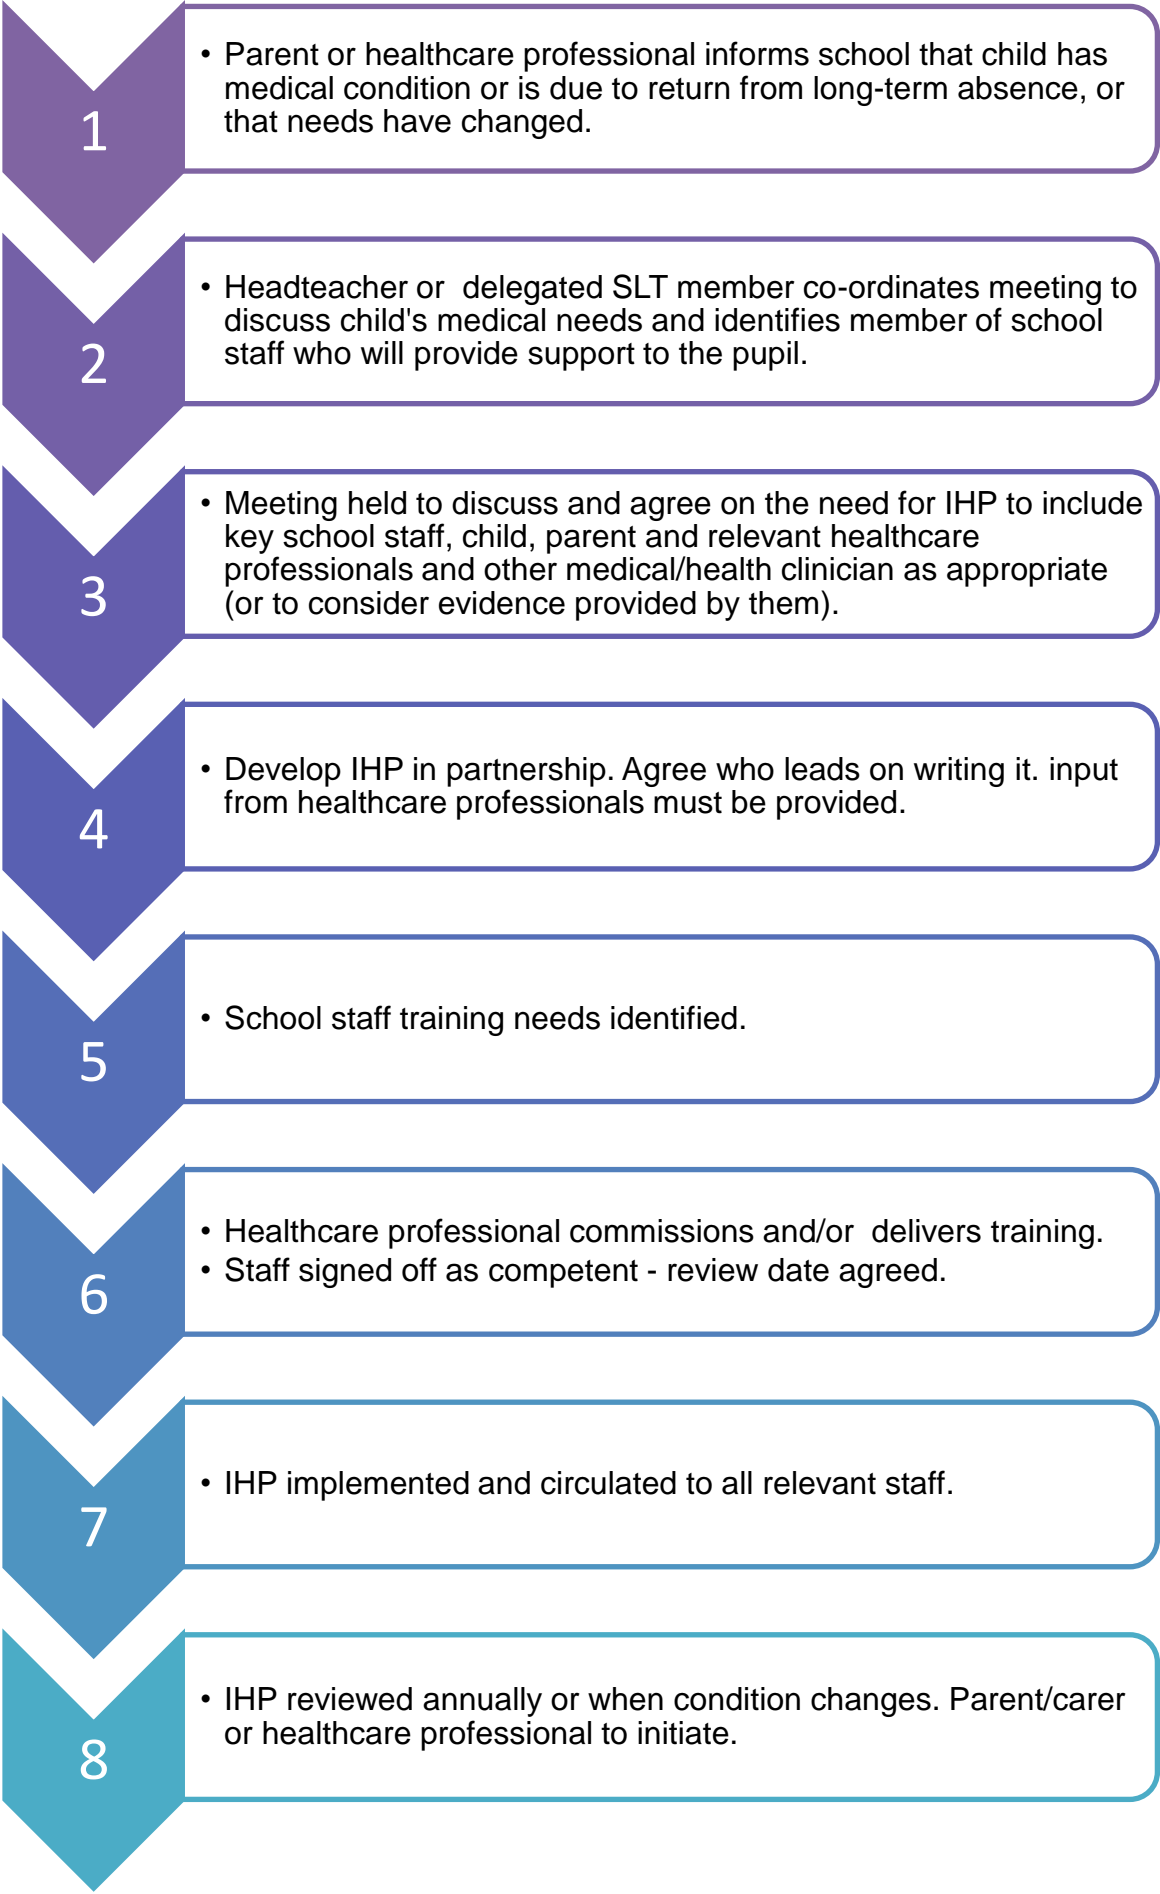 1
• Parent or healthcare professional informs school that child has
medical condition or is due to return from long-term absence, or
that needs have changed.
2
• Headteacher or  delegated SLT member co-ordinates meeting to
discuss child's medical needs and identifies member of school
staff who will provide support to the pupil.
3
• Meeting held to discuss and agree on the need for IHP to include
key school staff, child, parent and relevant healthcare
professionals and other medical/health clinician as appropriate
(or to consider evidence provided by them).
4
• Develop IHP in partnership. Agree who leads on writing it. input
from healthcare professionals must be provided.
5
• School staff training needs identified.
6
• Healthcare professional commissions and/or  delivers training.
• Staff signed off as competent - review date agreed.
7
• IHP implemented and circulated to all relevant staff.
8
• IHP reviewed annually or when condition changes. Parent/carer
or healthcare professional to initiate.